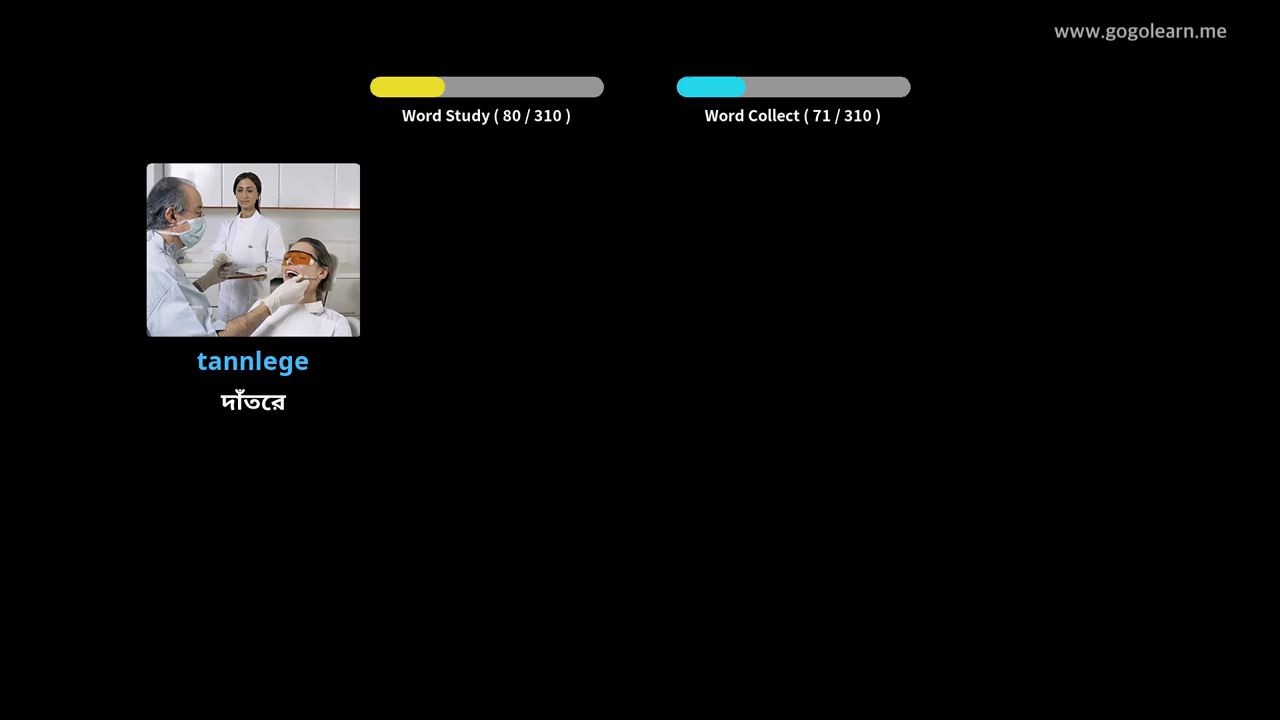 www.gogolearn.me
Word Study ( 80 / 310 )
Word Collect ( 71 / 310 )
tannlege
দাঁতরে